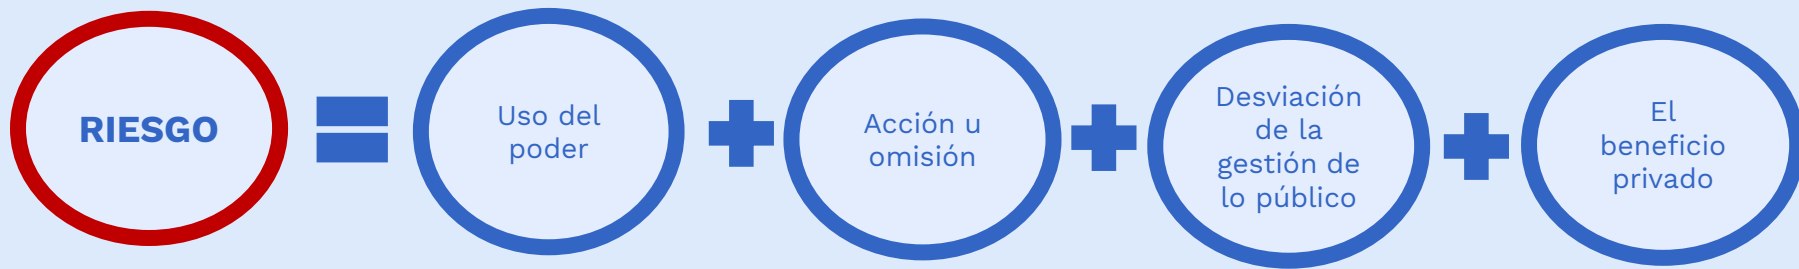 RIESGO
Uso del
poder
Acción u
omisión
Desviación
de la
gestión de
lo público
El
beneficio
privado